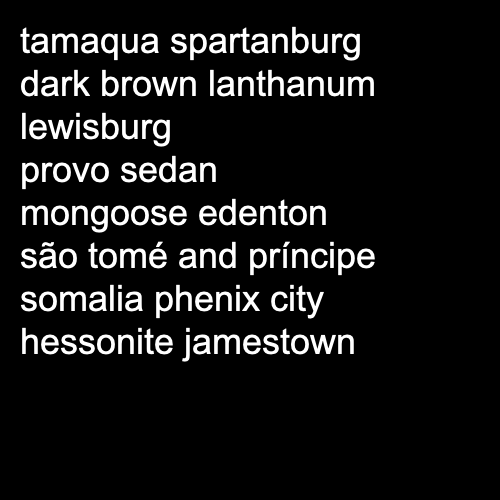 tamaqua spartanburg
dark brown lanthanum
lewisburg
provo sedan
mongoose edenton
são tomé and príncipe
somalia phenix city
hessonite jamestown